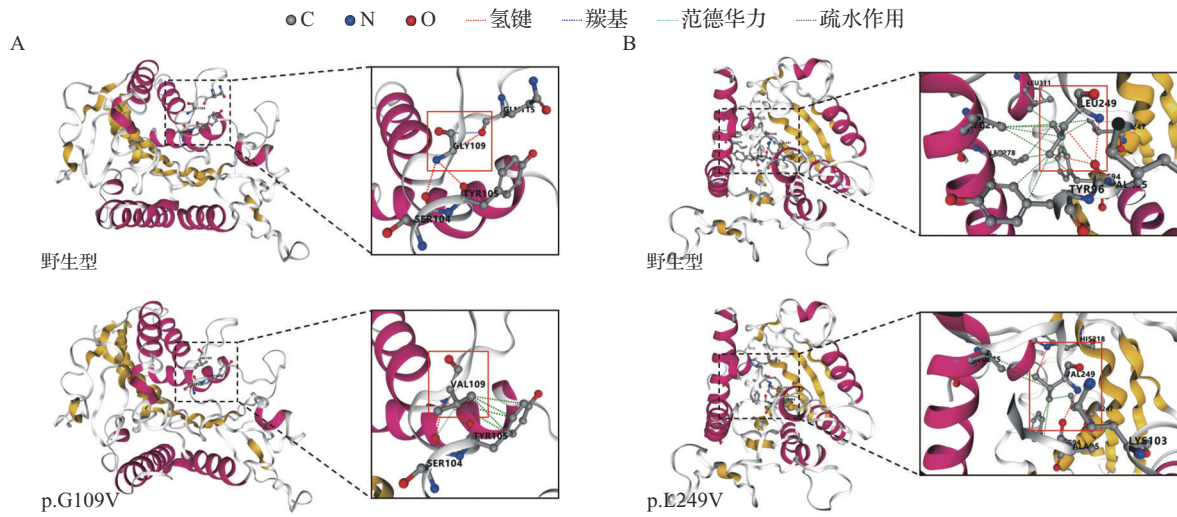 C N O 氢键 羰基 范德华力 疏水作用
A
B
GLY109
TYR105
SER104
野生型
LEU249
TYR96
野生型
VAL109
TYR105
SER104
p.G109V
HIS218
VAL249
LYS103
p.L249V